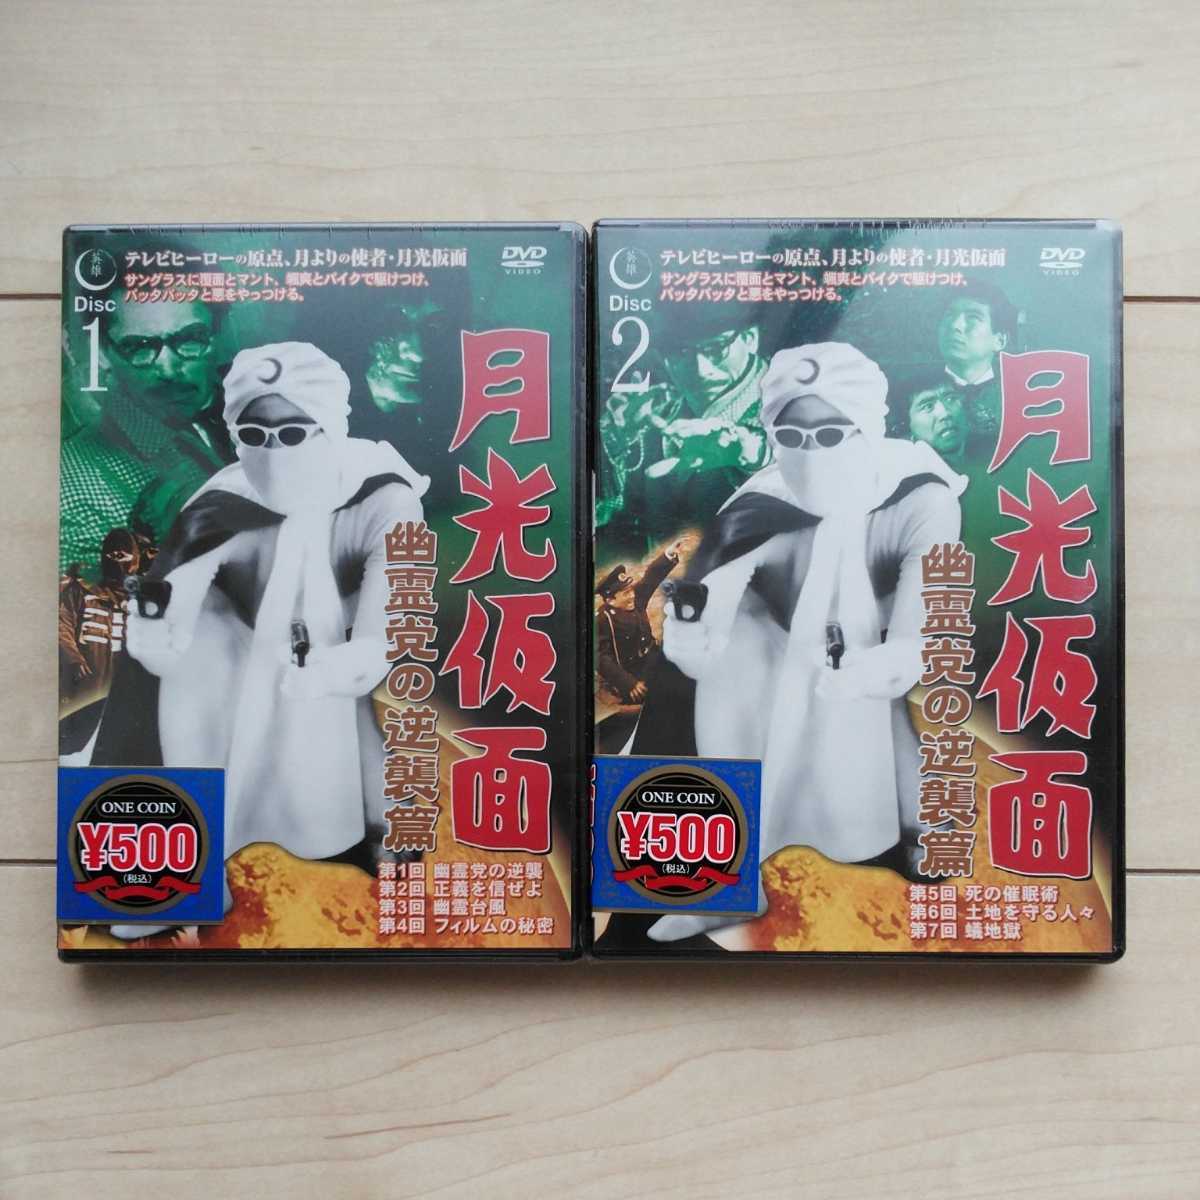 英雄
Disc
1
テレビヒーローの原点、月よりの使者・月光仮面
サングラスに覆面とマント、颯爽とバイクで駆けつけ、
バッタバッタと悪をやっつける。
DVD
VIDEO
月光仮面
幽霊党の逆襲篇
ONE COIN
¥500
(税込)
第1回 幽霊党の逆襲
第2回 正義を信ぜよ
第3回 幽霊台風
第4回 フィルムの秘密
英雄
Disc
2
テレビヒーローの原点、月よりの使者・月光仮面
サングラスに覆面とマント、颯爽とバイクで駆けつけ、
バッタバッタと悪をやっつける。
DVD
VIDEO
月光仮面
幽霊党の逆襲篇
ONE COIN
¥500
(税込)
第5回 死の催眠術
第6回 土地を守る人々
第7回 蟻地獄